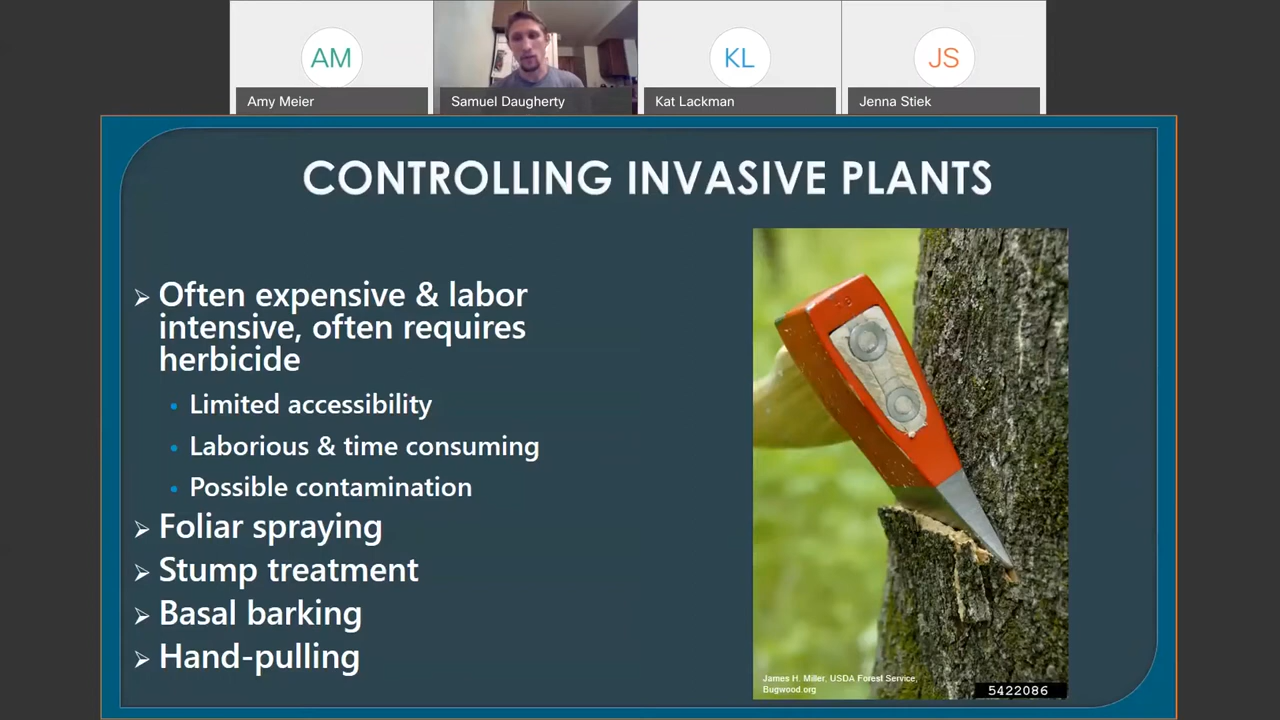 AM
KL
JS
Amy Meier
Samuel Daugherty
Kat Lackman
Jenna Stiek
CONTROLLING INVASIVE PLANTS
Often expensive & labor
intensive, often requires
herbicide
Limited accessibility
Laborious & time consuming
Possible contamination
Foliar spraying
Stump treatment
Basal barking
Hand-pulling
James H. Miller, USDA Forest Service,
Bugwood.org
5422086